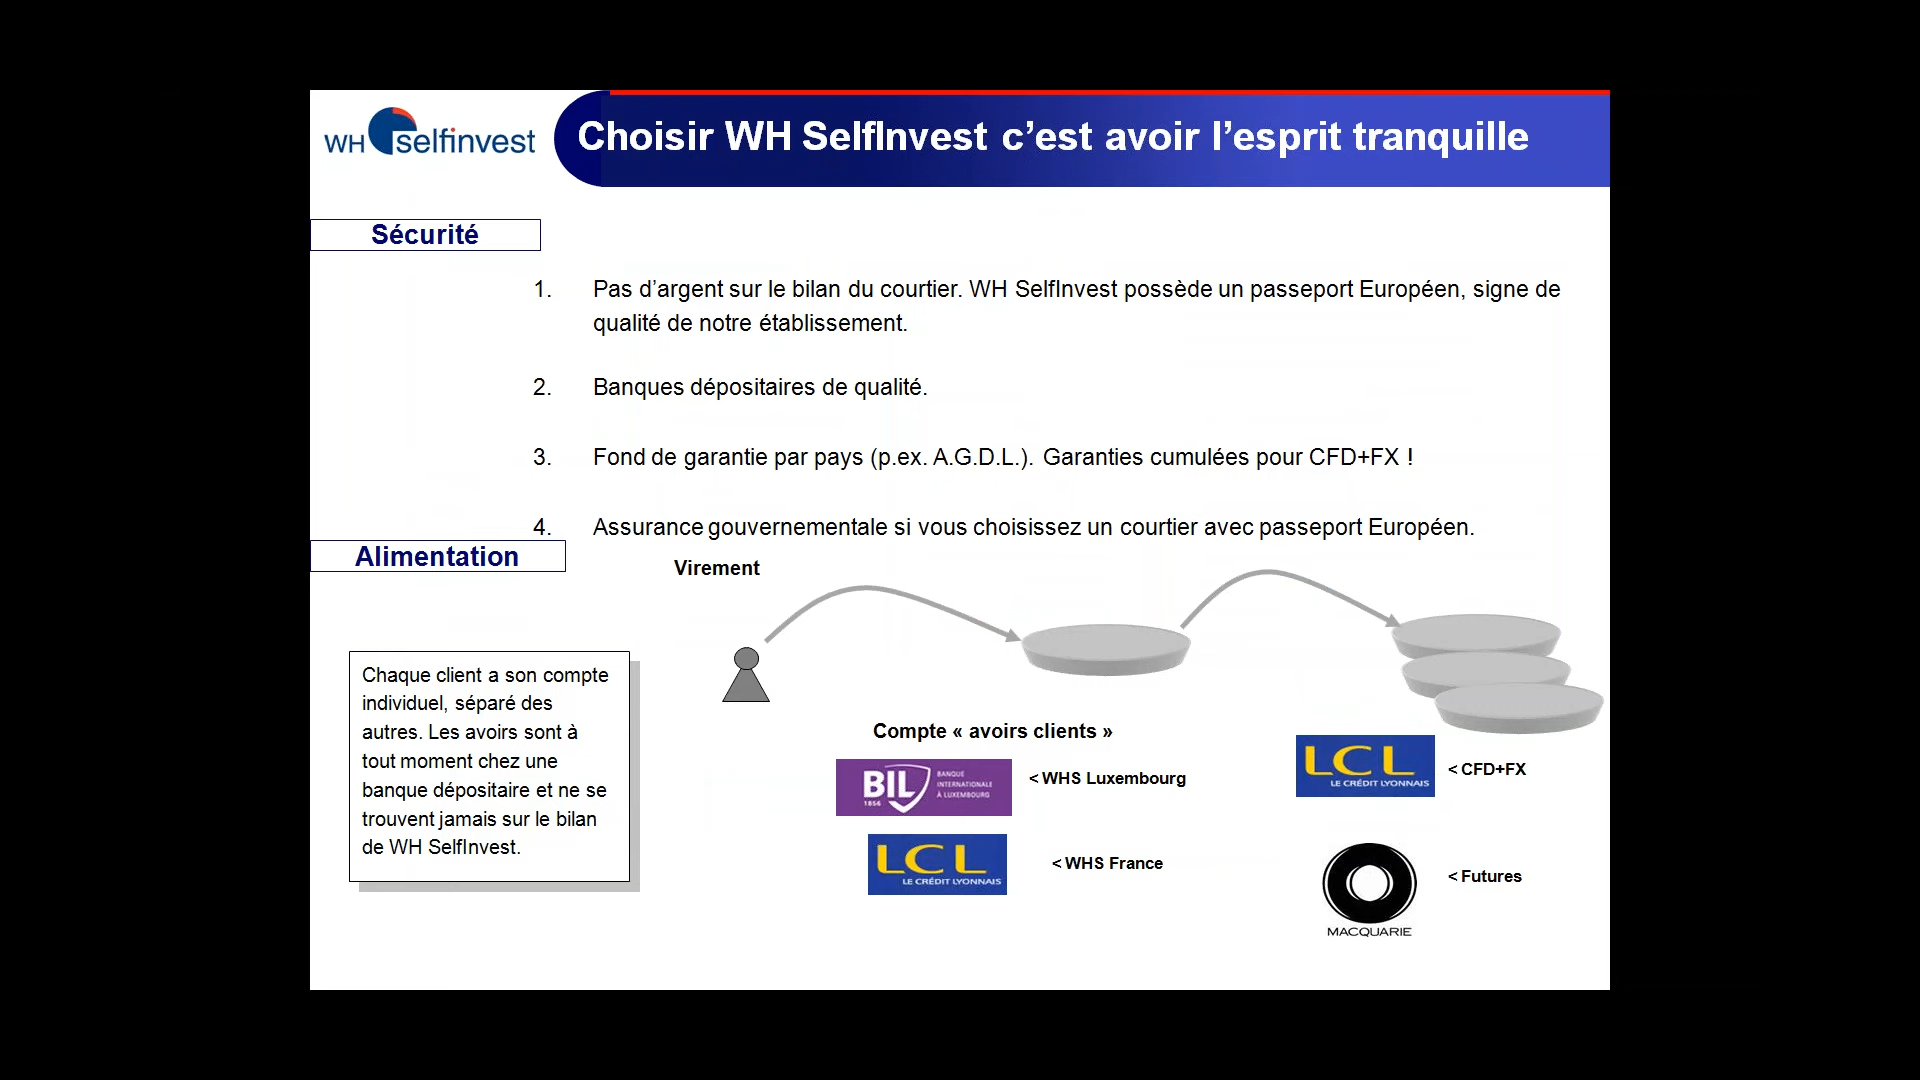 WH selfinvest
Choisir WH SelfInvest c’est avoir l’esprit tranquille
Sécurité
1. Pas d’argent sur le bilan du courtier. WH SelfInvest possède un passeport Européen, signe de
qualité de notre établissement.
2. Banques dépositaires de qualité.
3. Fond de garantie par pays (p.ex. A.G.D.L.). Garanties cumulées pour CFD+FX !
4. Assurance gouvernementale si vous choisissez un courtier avec passeport Européen.
Alimentation
Virement
Chaque client a son compte
individuel, séparé des
autres. Les avoirs sont à
tout moment chez une
banque dépositaire et ne se
trouvent jamais sur le bilan
de WH SelfInvest.
Compte « avoirs clients »
BIL
1856
BANQUE
INTERNATIONALE
À LUXEMBOURG
< WHS Luxembourg
LCL
LE CRÉDIT LYONNAIS
< WHS France
LCL
LE CRÉDIT LYONNAIS
< CFD+FX
MACQUARIE
< Futures